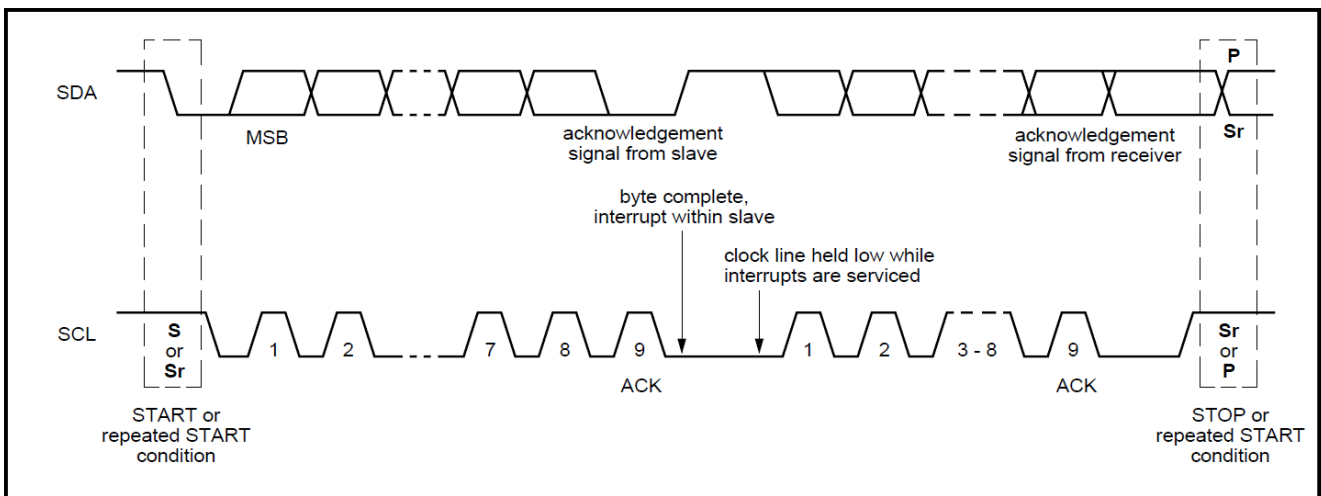 P
SDA
MSB
acknowledgement
signal from slave
acknowledgement
signal from receiver
Sr
byte complete,
interrupt within slave
clock line held low while
interrupts are serviced
SCL
S
or
Sr
1
2
7
8
9
1
2
3 - 8
9
Sr
or
P
ACK
ACK
START or
repeated START
condition
STOP or
repeated START
condition